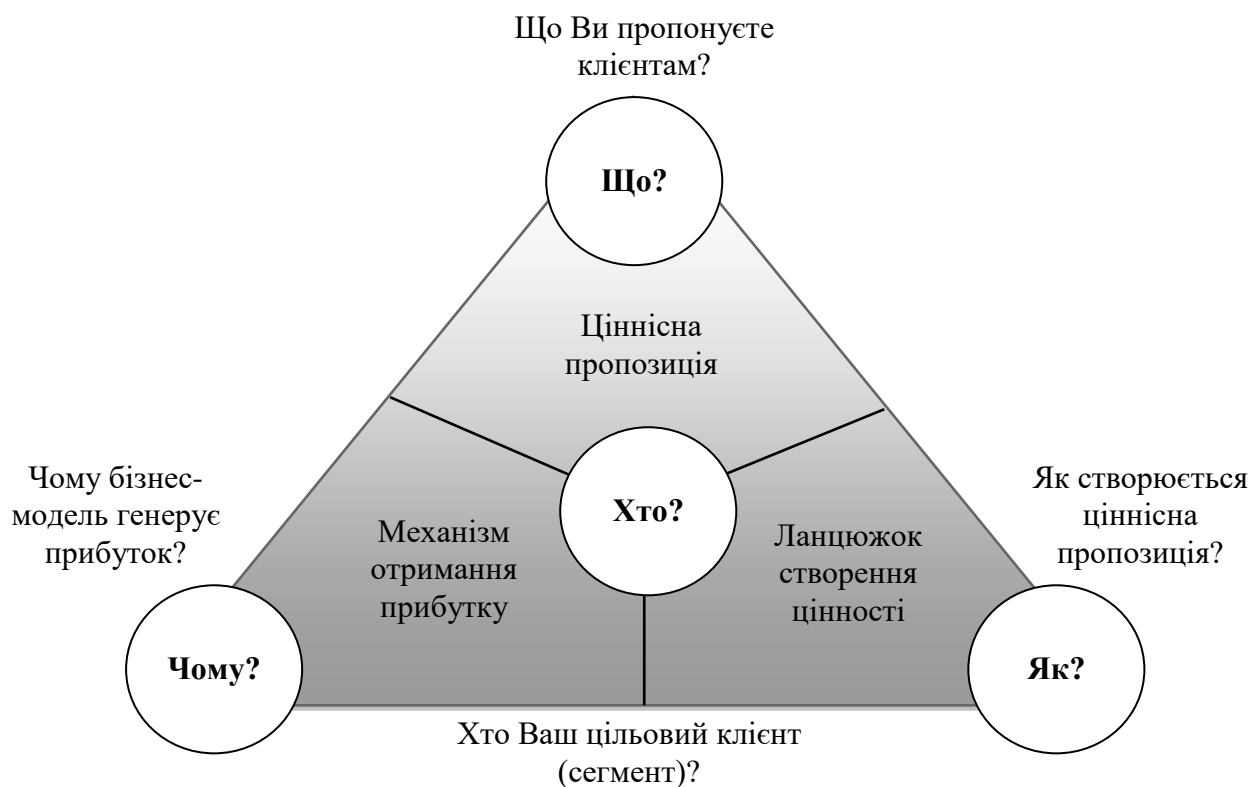 Що Ви пропонуєте
клієнтам?
Що?
Ціннісна
пропозиція
Чому бізнес-
модель генерує
прибуток?
Хто?
Як створюється
ціннісна
пропозиція?
Механізм
отримання
прибутку
Ланцюжок
створення
цінності
Чому?
Як?
Хто Ваш цільовий клієнт
(сегмент)?